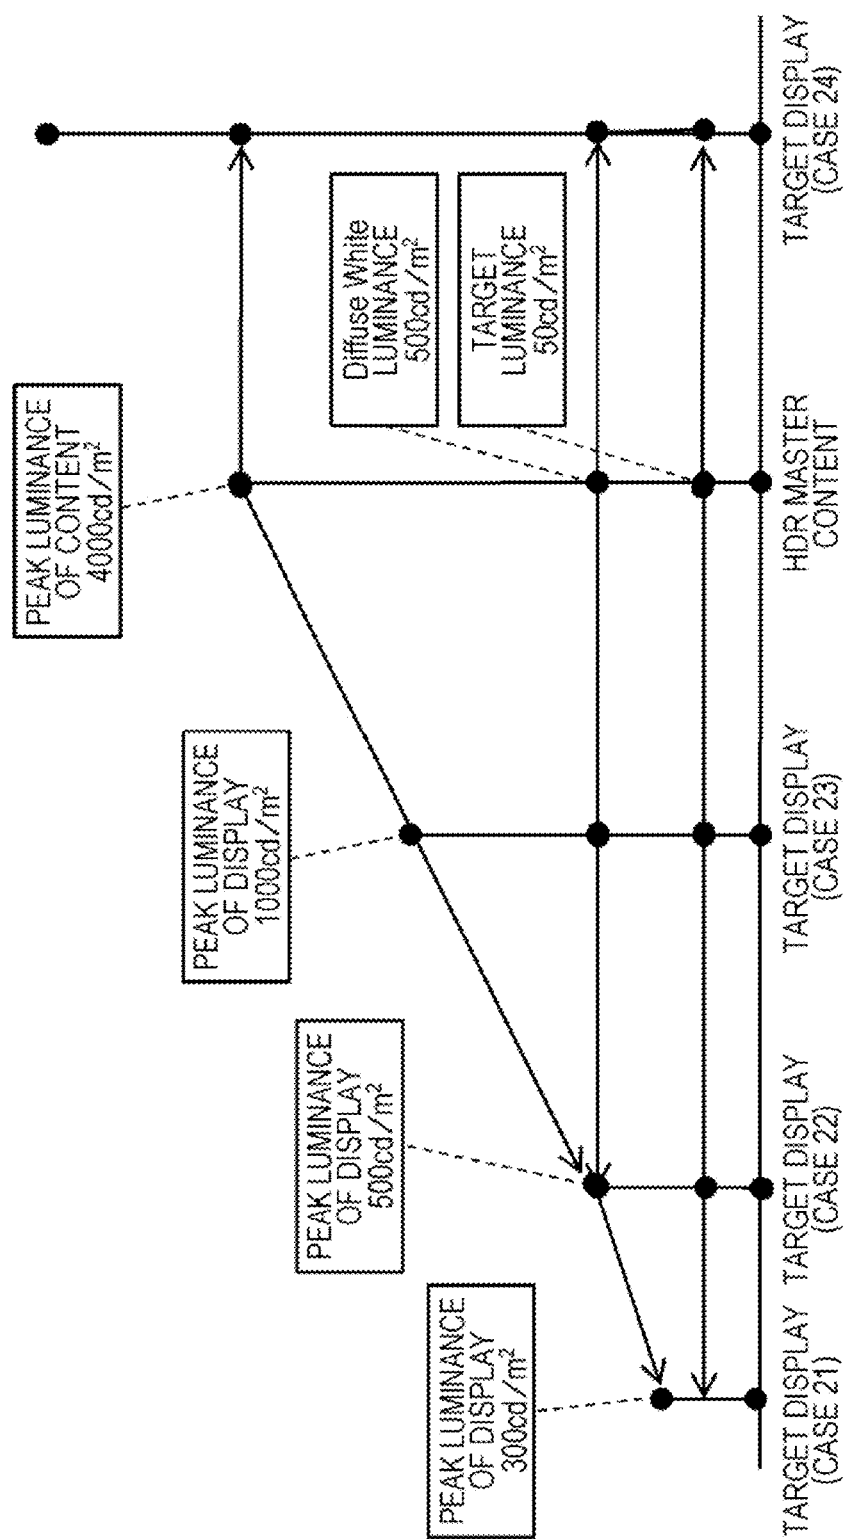 PEAK LUMINANCE
OF CONTENT
4000cd/m²
PEAK LUMINANCE
OF DISPLAY
1000cd/m²
PEAK LUMINANCE
OF DISPLAY
500cd/m²
PEAK LUMINANCE
OF DISPLAY
300cd/m²
Diffuse White
LUMINANCE
500cd/m²
TARGET
LUMINANCE
50cd/m²
TARGET DISPLAY
(CASE 21)
TARGET DISPLAY
(CASE 22)
TARGET DISPLAY
(CASE 23)
HDR MASTER
CONTENT
TARGET DISPLAY
(CASE 24)